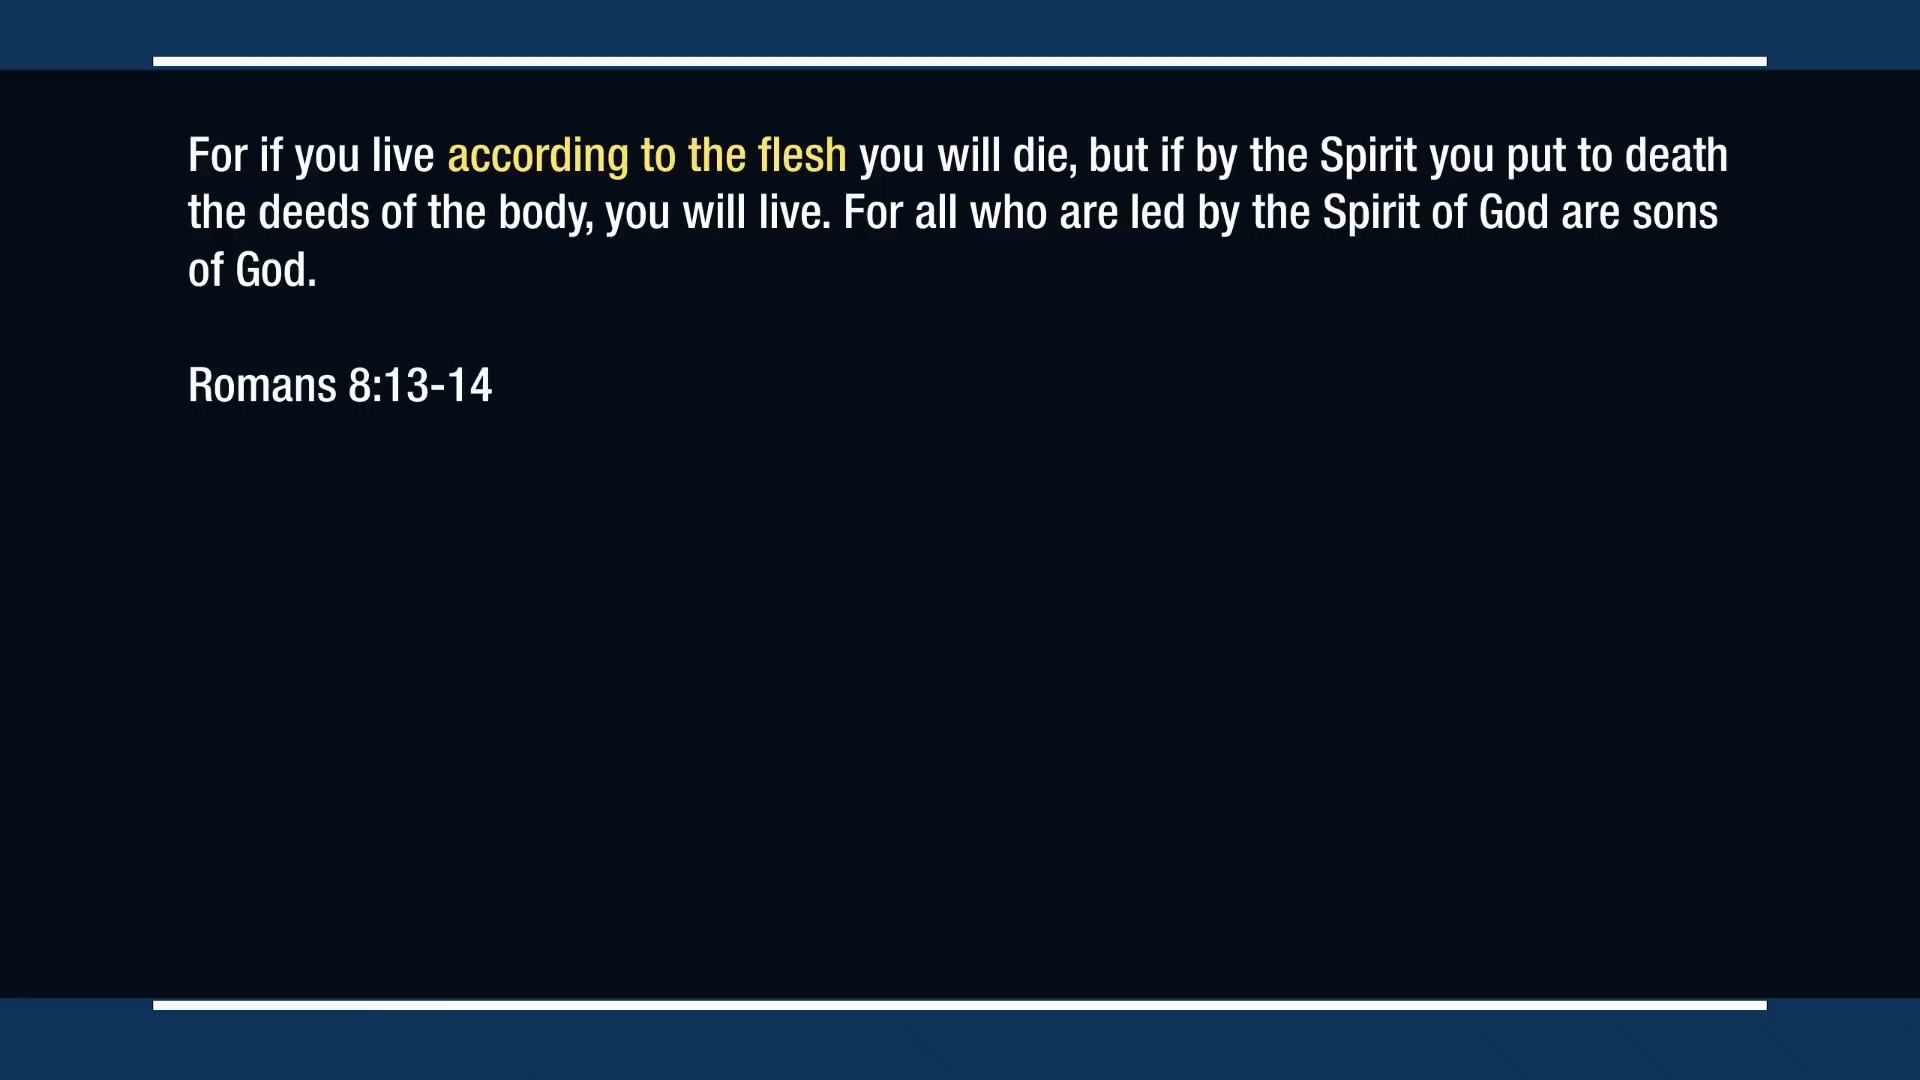 For if you live according to the flesh you will die, but if by the Spirit you put to death
the deeds of the body, you will live. For all who are led by the Spirit of God are sons
of God.
Romans 8:13-14